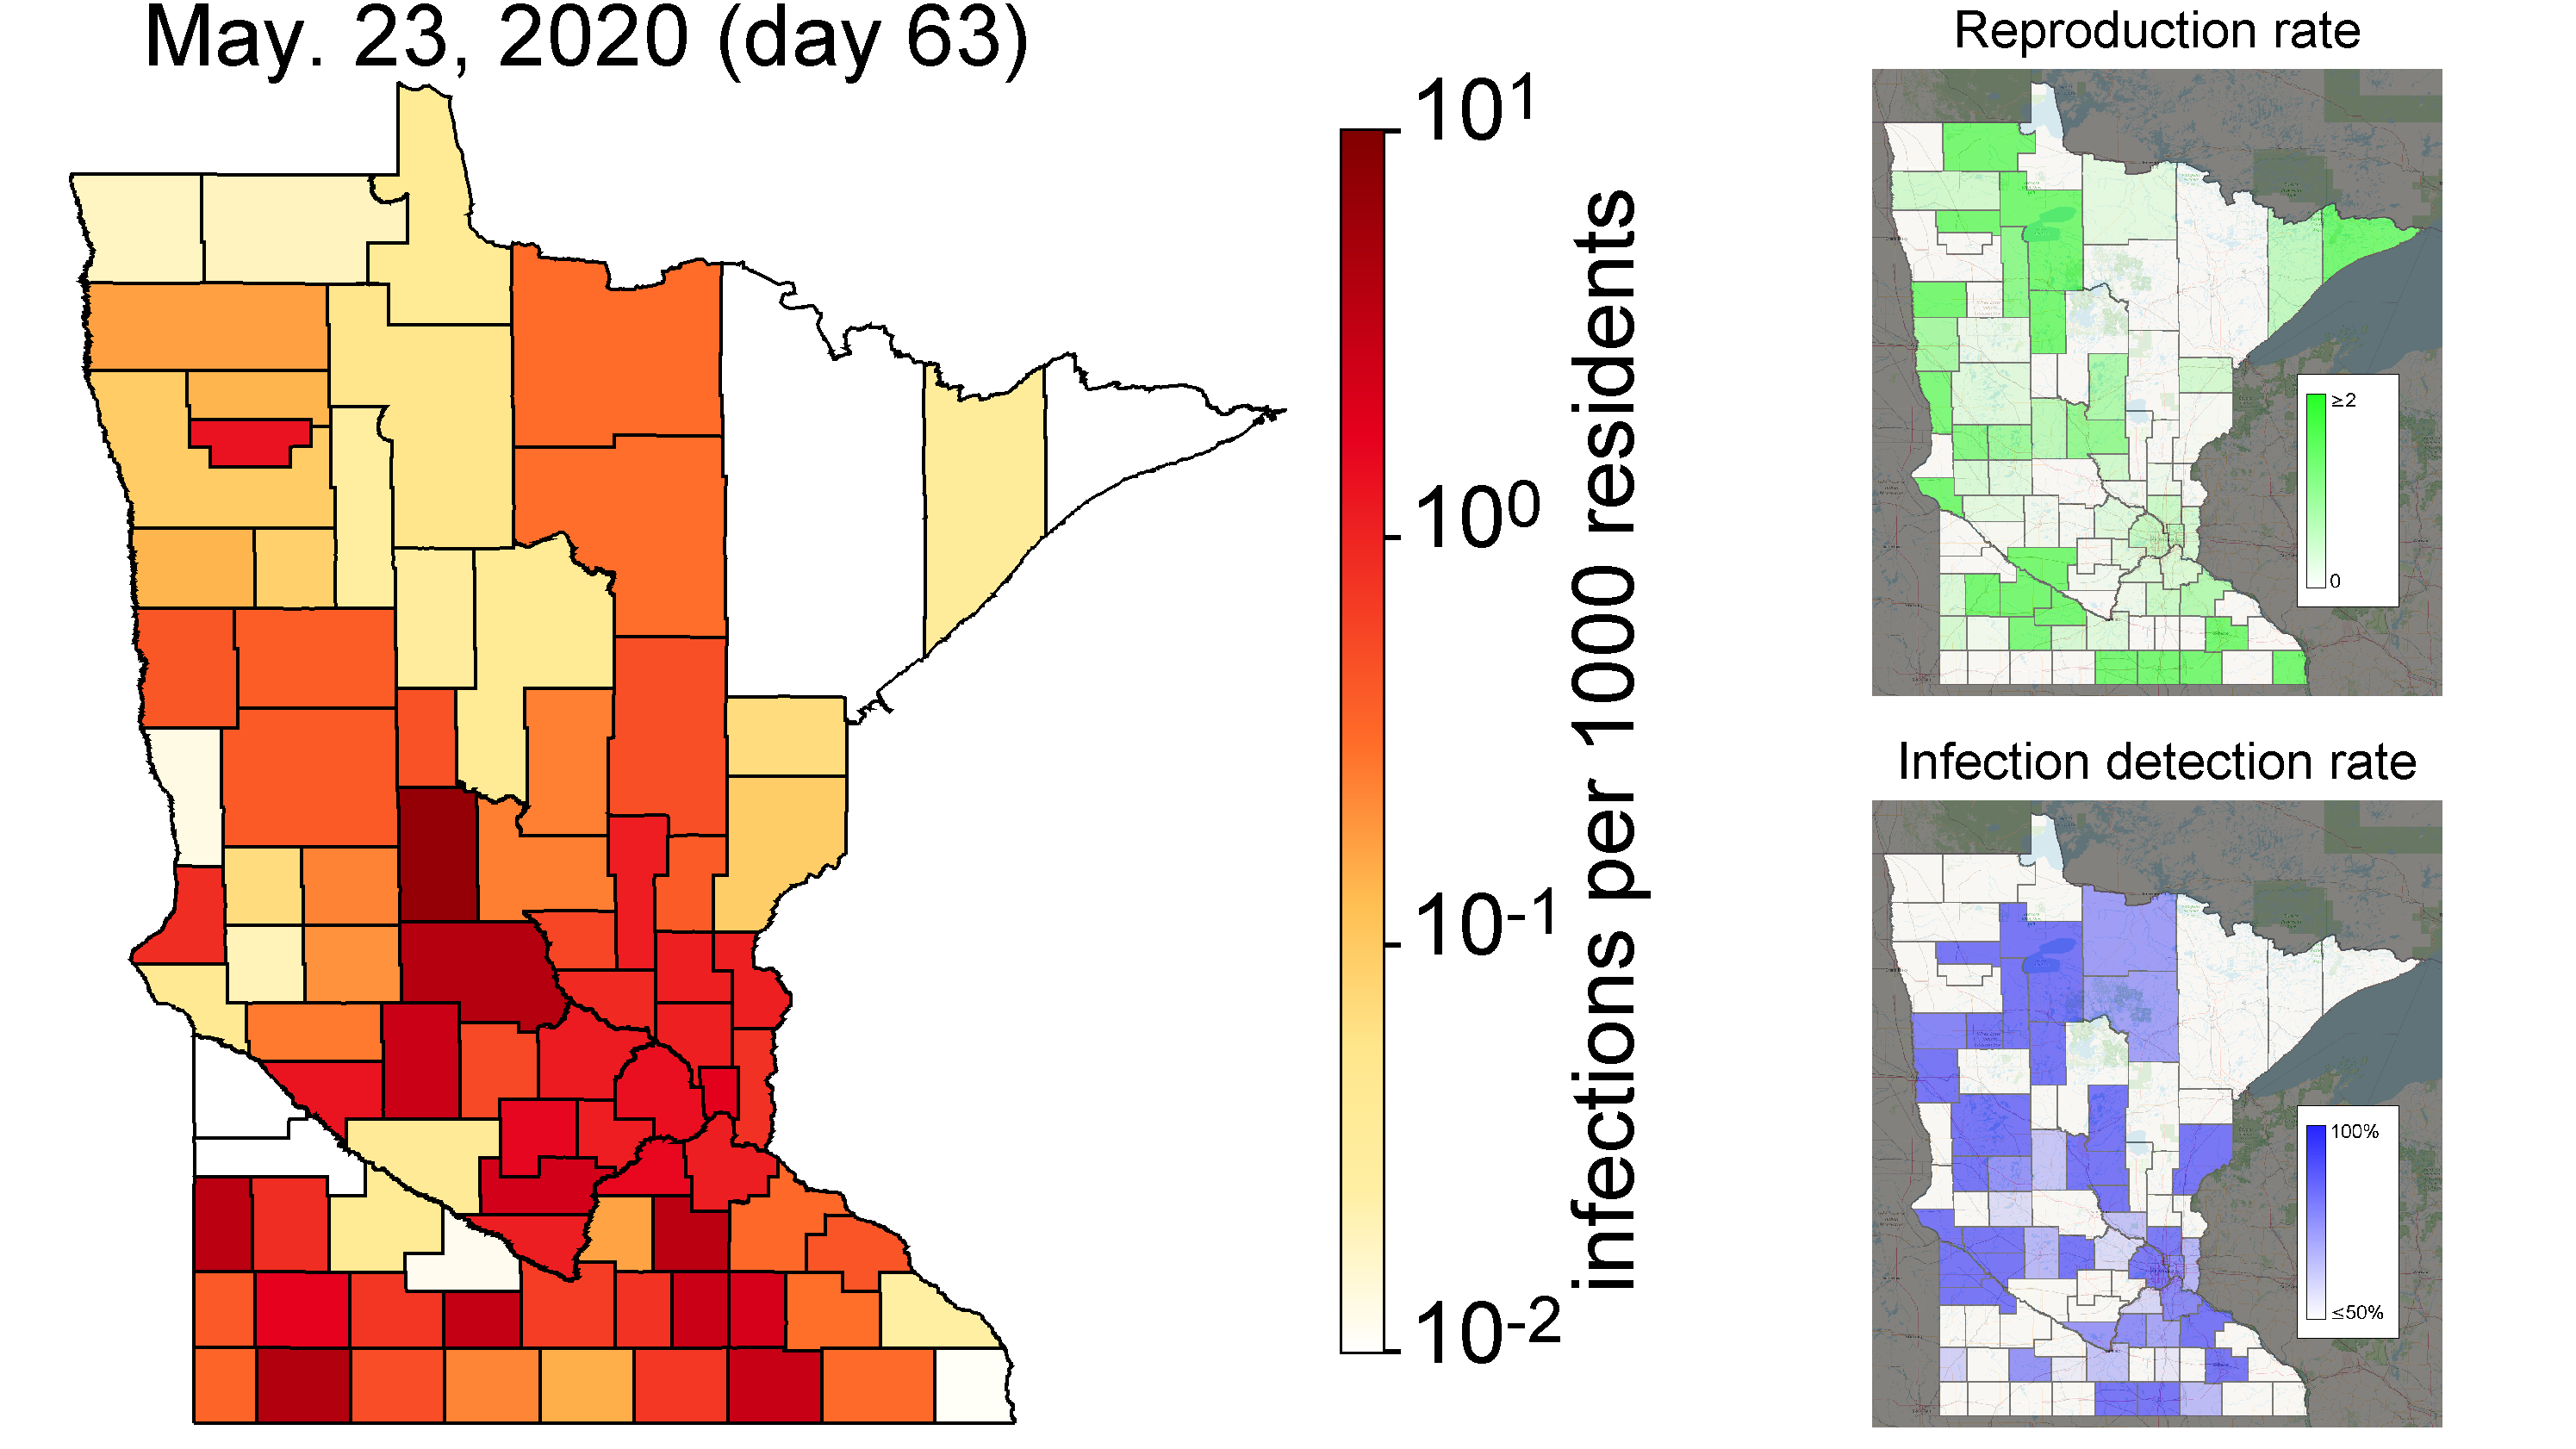 May. 23, 2020 (day 63)
101
100
10-1
10-2
infections per 1000 residents
Reproduction rate
≥2
0
Infection detection rate
100%
≤50%